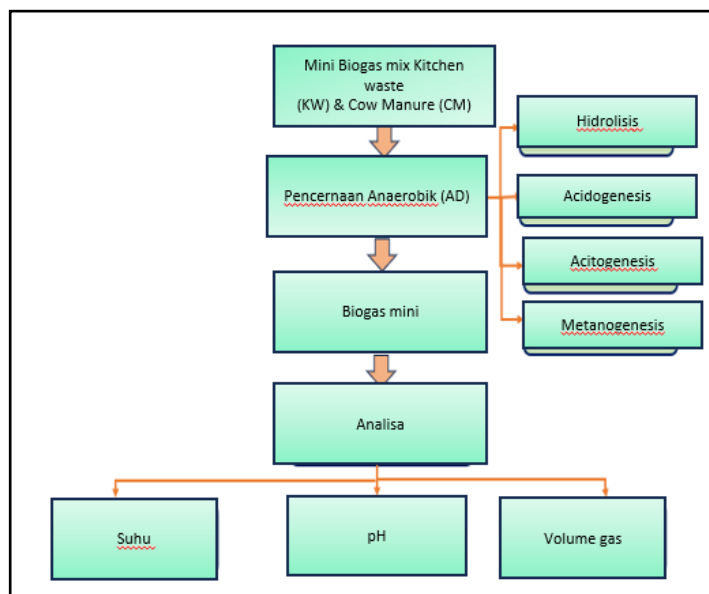 Mini Biogas mix Kitchen
waste
(KW) & Cow Manure (CM)
Hidrolisis
Pencernaan Anaerobik (AD)
Acidogenesis
Acitogenesis
Biogas mini
Metanogenesis
Analisa
Suhu
pH
Volume gas